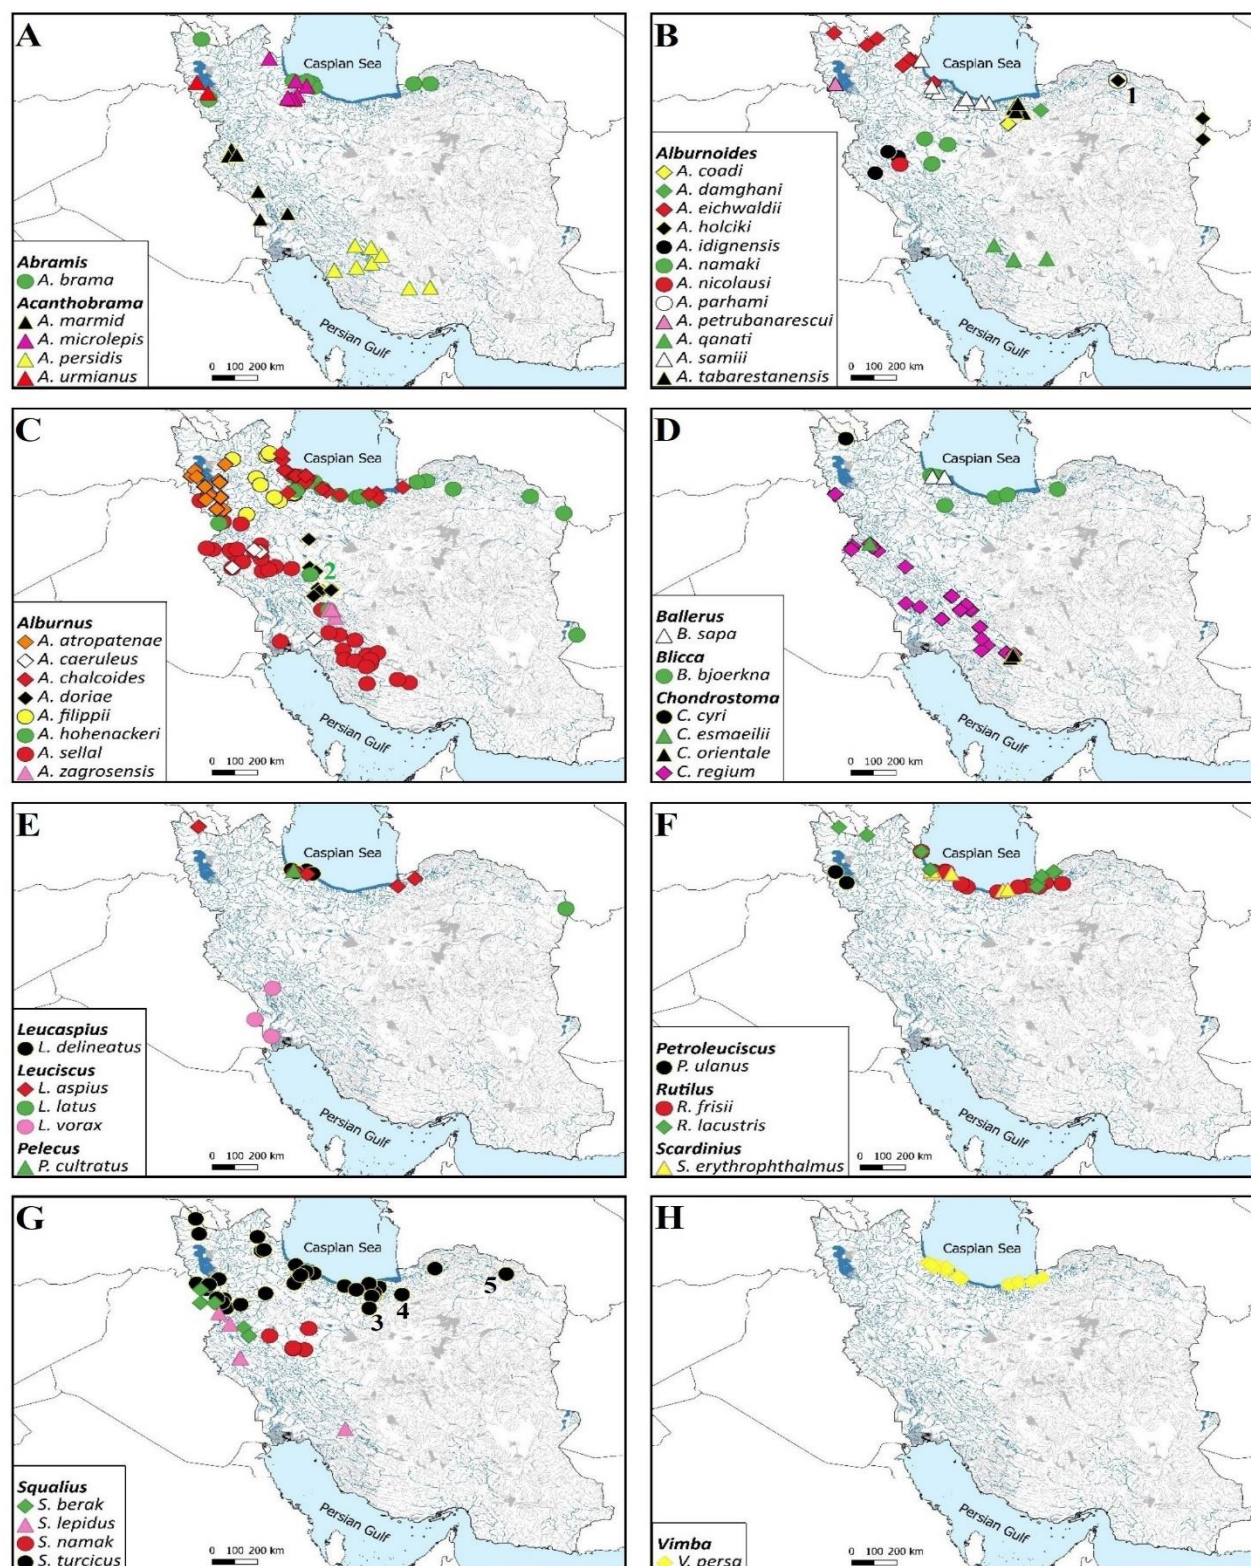 A
Caspian Sea
Abramis
A. brama
Acanthobrama
A. marmid
A. microlepis
A. persidis
A. urmianus
Persian Gulf
0 100 200 km
B
Caspian Sea
1
Alburnoides
A. coadi
A. damghani
A. eichwaldii
A. holciki
A. idignensis
A. namaki
A. nicolausi
A. parhami
A. petrubanarescui
A. qanati
A. samiii
A. tabarestanensis
Persian Gulf
0 100 200 km
C
Caspian Sea
2
Alburnus
A. atropatenae
A. caeruleus
A. chalcoides
A. doriae
A. filippii
A. hohenackeri
A. sellal
A. zagrosensis
Persian Gulf
0 100 200 km
D
Caspian Sea
Ballerus
B. sapa
Blicca
B. bjoerkna
Chondrostoma
C. cyri
C. esmaeilii
C. orientale
C. regium
Persian Gulf
0 100 200 km
E
Caspian Sea
Leucaspius
L. delineatus
Leuciscus
L. aspius
L. latus
L. vorax
Pelecus
P. cultratus
Persian Gulf
0 100 200 km
F
Caspian Sea
Petroleuciscus
P. ulanus
Rutilus
R. frisii
R. lacustris
Scardinius
S. erythrophthalmus
Persian Gulf
0 100 200 km
G
Caspian Sea
5
4
3
Squalius
S. berak
S. lepidus
S. namak
S. turcicus
Persian Gulf
0 100 200 km
H
Caspian Sea
Vimba
V. persa
Persian Gulf
0 100 200 km